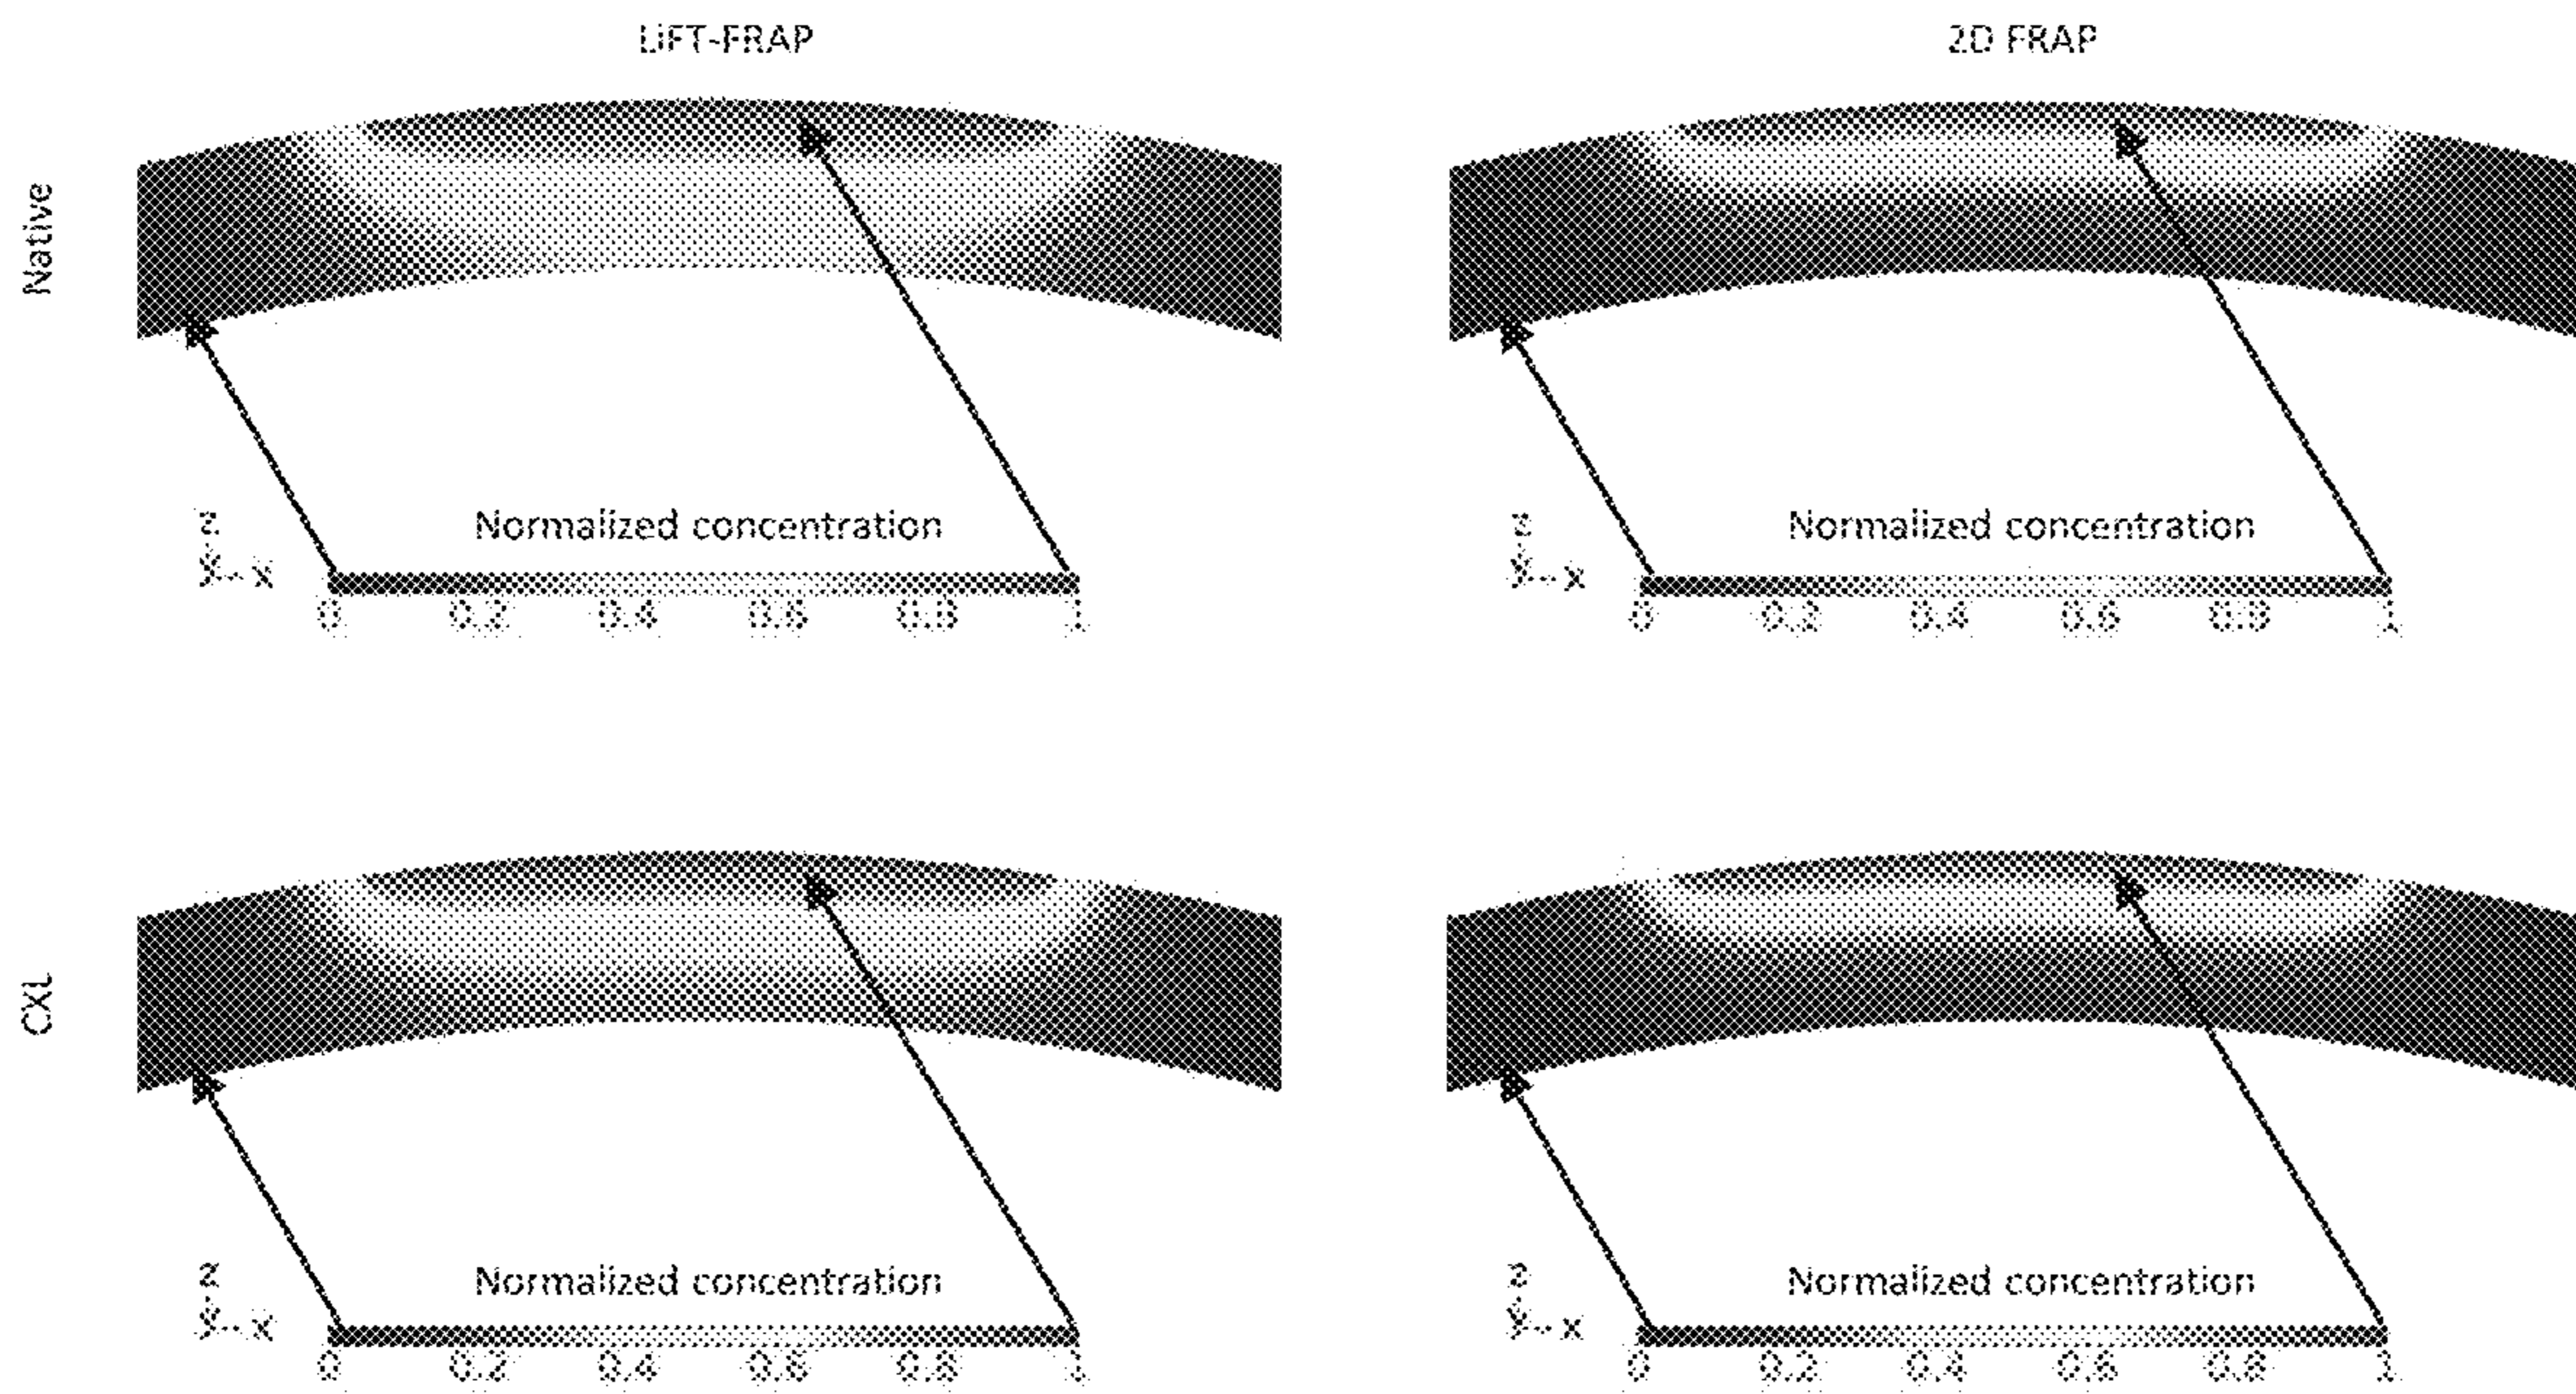 LiFT-FRAP
2D FRAP
Native
Normalized concentration
z
y x
0 0.2 0.4 0.6 0.8 1
Normalized concentration
z
y x
0 0.2 0.4 0.6 0.8 1
CXL
Normalized concentration
z
y x
0 0.2 0.4 0.6 0.8 1
Normalized concentration
z
y x
0 0.2 0.4 0.6 0.8 1